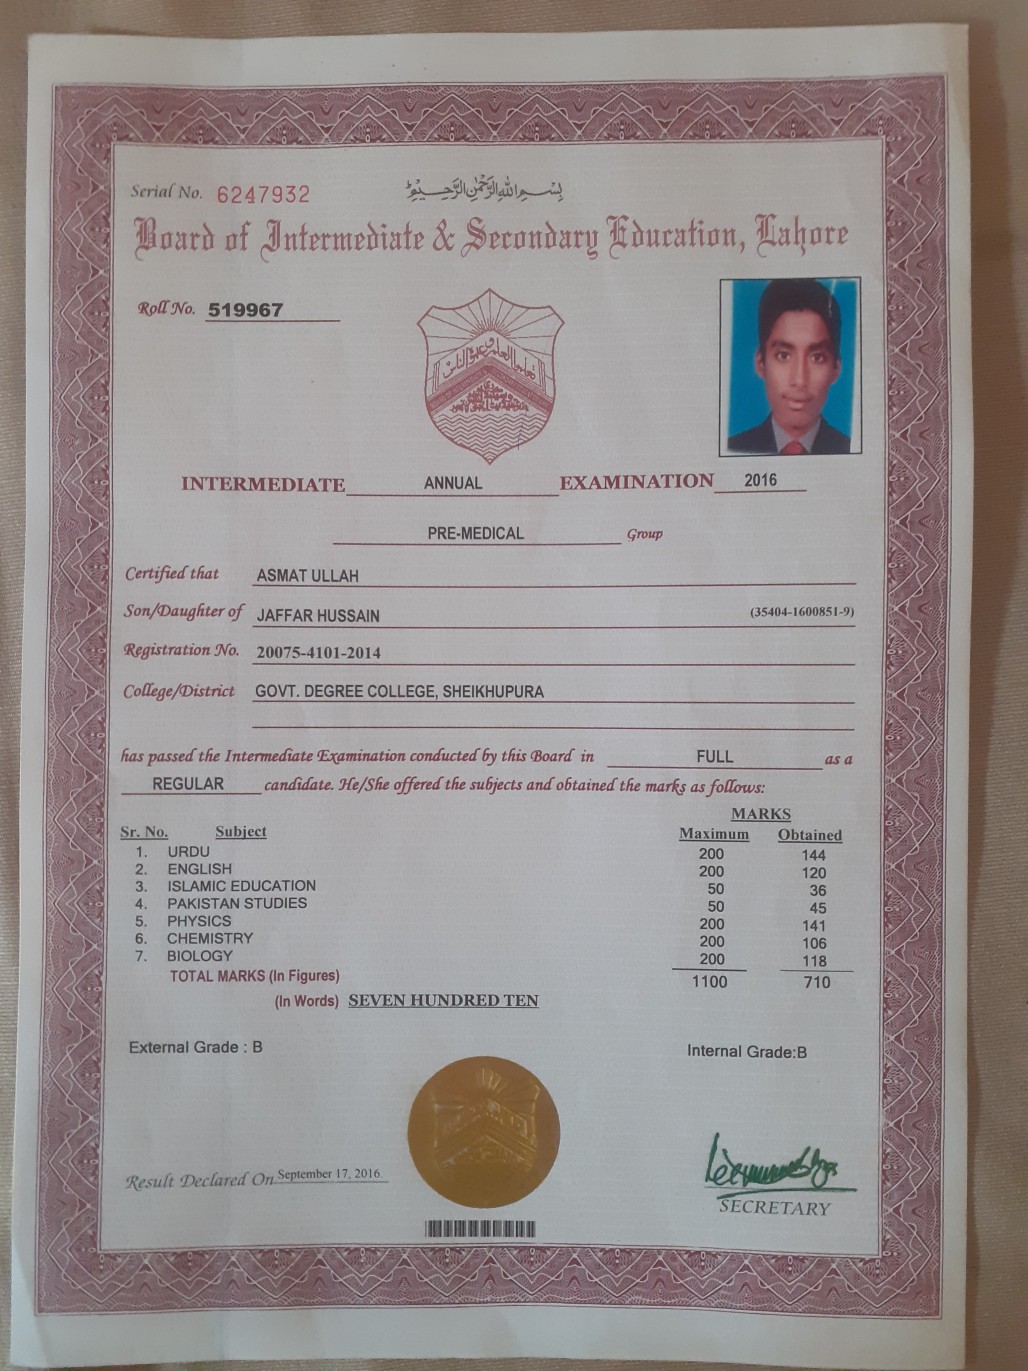 Serial No. 6247932
بسم الله الرحمن الرحيم
Board of Intermediate & Secondary Education, Lahore
Roll No. 519967
INTERMEDIATE ANNUAL EXAMINATION 2016
PRE-MEDICAL Group
Certified that ASMAT ULLAH
Son/Daughter of JAFFAR HUSSAIN (35404-1600851-9)
Registration No. 20075-4101-2014
College/District GOVT. DEGREE COLLEGE, SHEIKHUPURA
has passed the Intermediate Examination conducted by this Board in FULL as a
REGULAR candidate. He/She offered the subjects and obtained the marks as follows:
MARKS
Sr. No. Subject Maximum Obtained
1. URDU 200 144
2. ENGLISH 200 120
3. ISLAMIC EDUCATION 50 36
4. PAKISTAN STUDIES 50 45
5. PHYSICS 200 141
6. CHEMISTRY 200 106
7. BIOLOGY 200 118
TOTAL MARKS (In Figures) 1100 710
(In Words) SEVEN HUNDRED TEN
External Grade : B Internal Grade:B
Result Declared On September 17, 2016.
SECRETARY